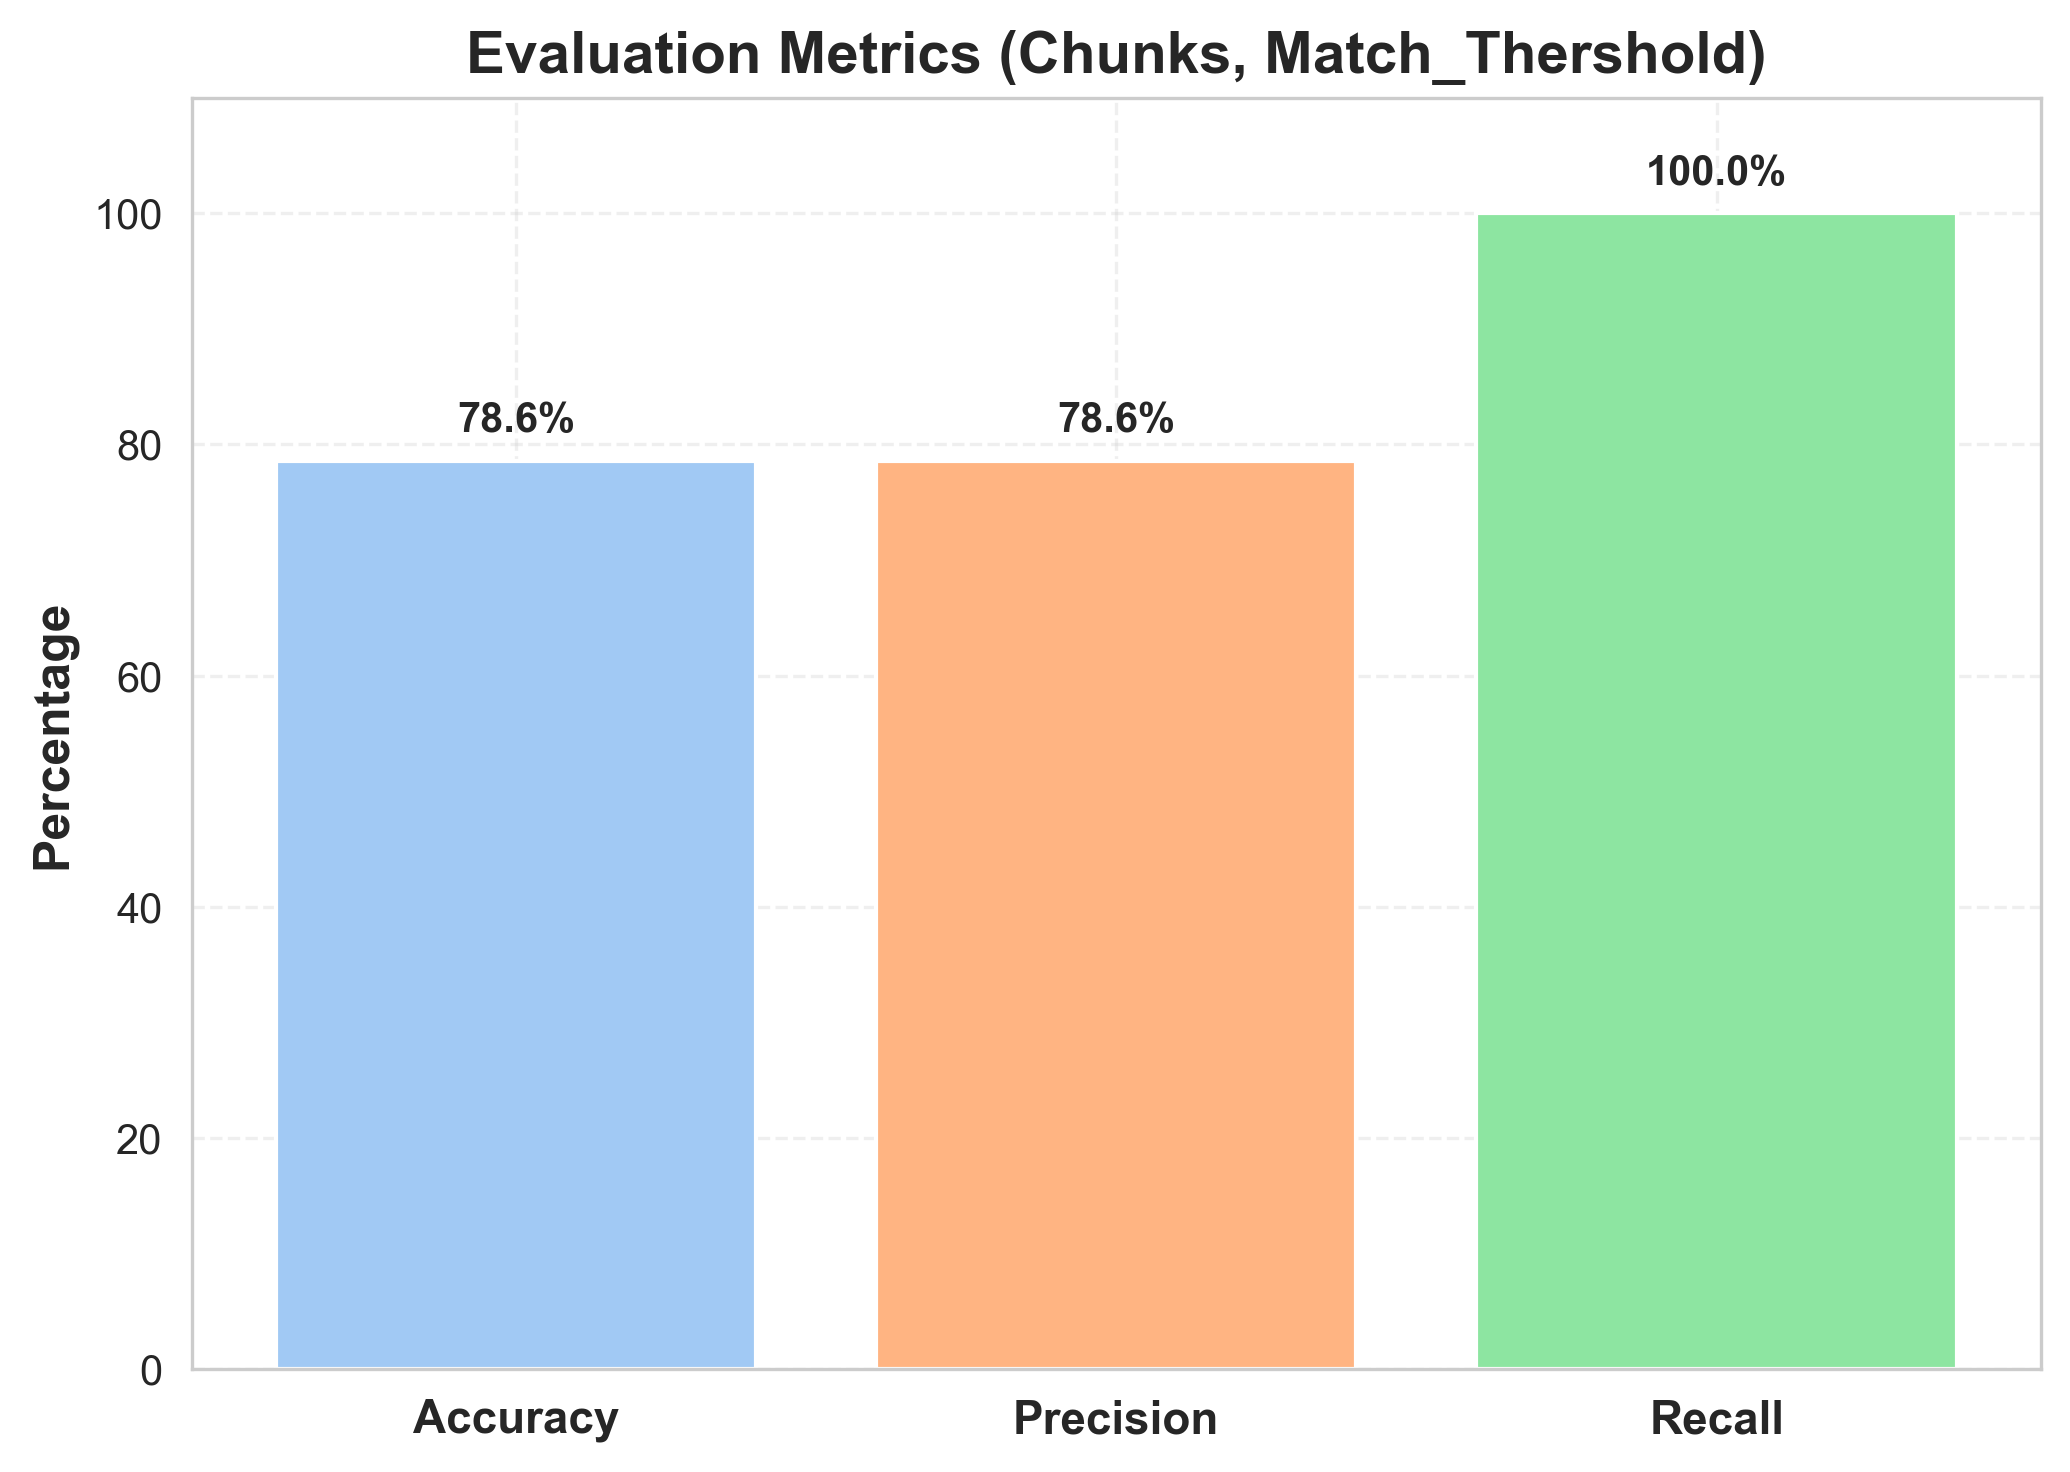 Evaluation Metrics (Chunks, Match_Thershold)
100.0%
78.6%
78.6%
100
80
60
40
20
0
Percentage
Accuracy
Precision
Recall